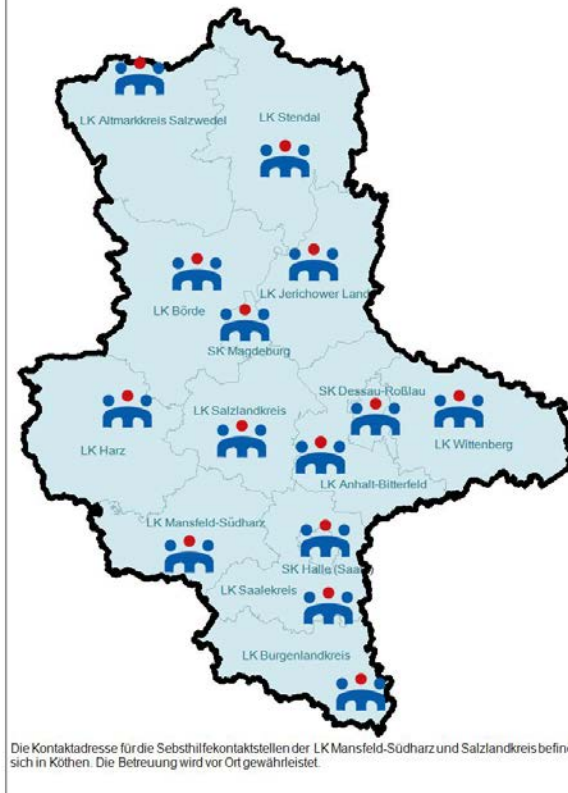 LK Altmarkkreis Salzwedel
LK Stendal
LK Jerichower Land
LK Börde
SK Magdeburg
SK Dessau-Roßlau
LK Salzlandkreis
LK Wittenberg
LK Harz
LK Anhalt-Bitterfeld
LK Mansfeld-Südharz
SK Halle (Saale)
LK Saalekreis
LK Burgenlandkreis
Die Kontaktadresse für die Sebsthilfekontaktstellen der LK Mansfeld-Südharz und Salzlandkreis befin
sich in Köthen. Die Betreuung wird vor Ort gewährleistet.